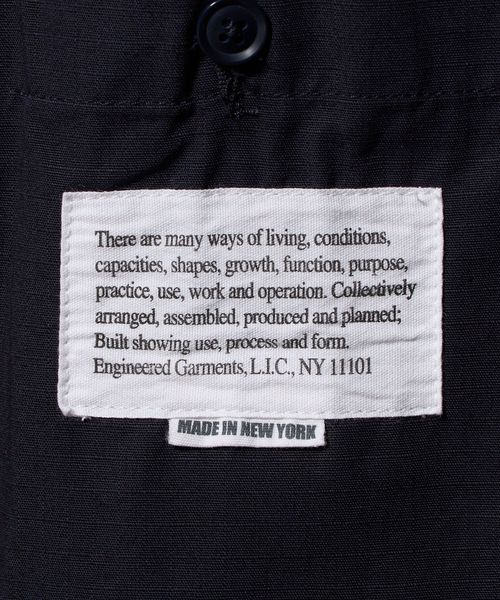 There are many ways of living, conditions,
capacities, shapes, growth, function, purpose,
practice, use, work and operation. Collectively
arranged, assembled, produced and planned;
Built showing use, process and form.
Engineered Garments, L.I.C., NY 11101
MADE IN NEW YORK